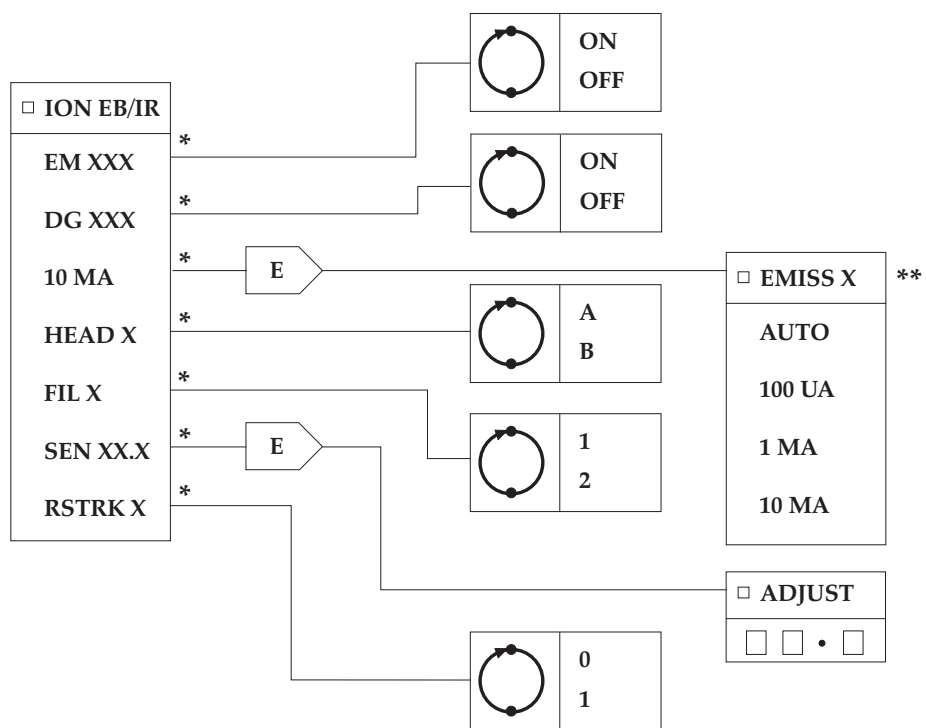 □ ION EB/IR
EM XXX
DG XXX
10 MA
HEAD X
FIL X
SEN XX.X
RSTRK X
*
*
*
*
*
*
*
E
E
ON
OFF
ON
OFF
A
B
1
2
0
1
□ EMISS X **
AUTO
100 UA
1 MA
10 MA
□ ADJUST
□ □ • □